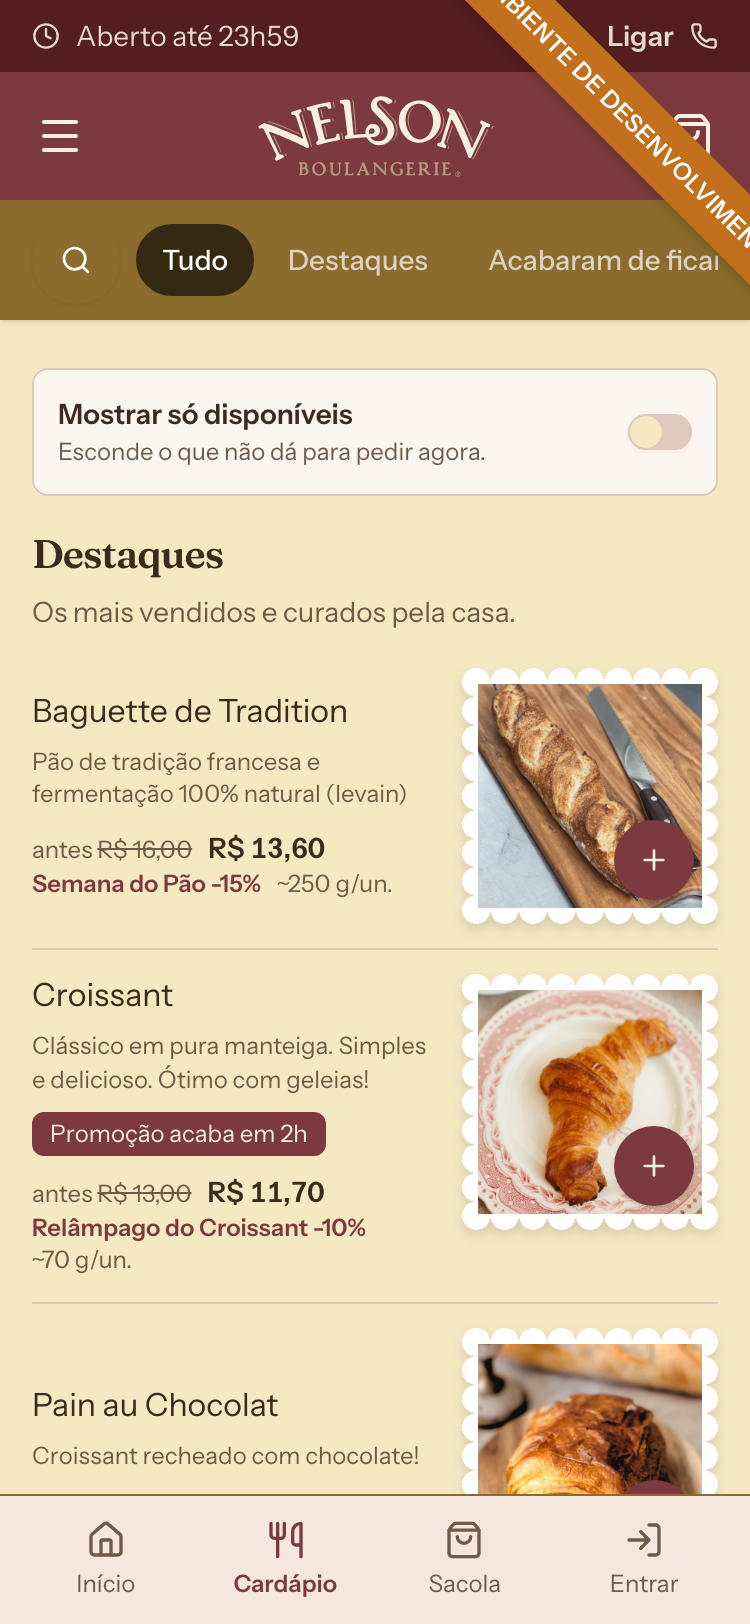 Aberto até 23h59
Ligar
BIENTE DE DESENVOLVIMEN
NELSON
BOULANGERIE®
Tudo
Destaques
Acabaram de ficar
Mostrar só disponíveis
Esconde o que não dá para pedir agora.
Destaques
Os mais vendidos e curados pela casa.
Baguette de Tradition
Pão de tradição francesa e
fermentação 100% natural (levain)
antes R$ 16,00 R$ 13,60
Semana do Pão -15% ~250 g/un.
Croissant
Clássico em pura manteiga. Simples
e delicioso. Ótimo com geleias!
Promoção acaba em 2h
antes R$ 13,00 R$ 11,70
Relâmpago do Croissant -10%
~70 g/un.
Pain au Chocolat
Croissant recheado com chocolate!
Início
Cardápio
Sacola
Entrar